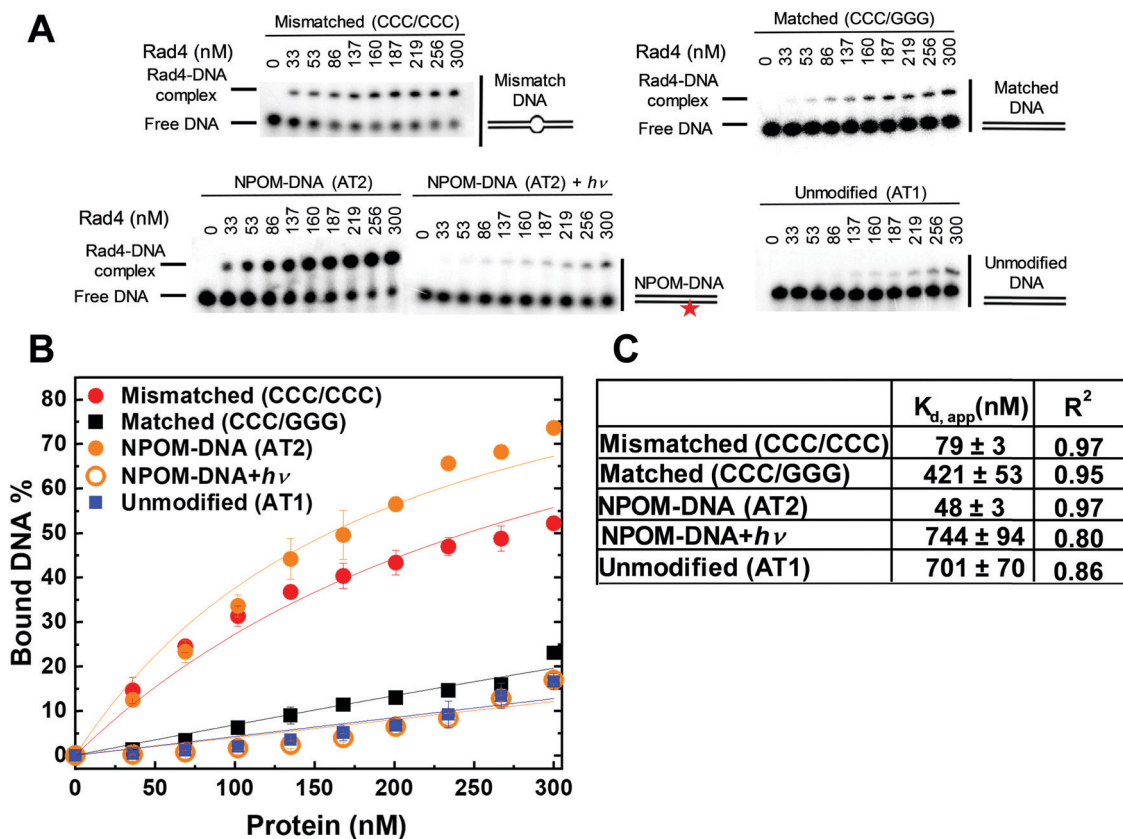 A
Mismatched (CCC/CCC)
Rad4 (nM)
0 33 53 86 137 160 187 219 256 300
Rad4-DNA
complex
Free DNA
Mismatch
DNA
Matched (CCC/GGG)
Rad4 (nM)
0 33 53 86 137 160 187 219 256 300
Rad4-DNA
complex
Free DNA
Matched
DNA
NPOM-DNA (AT2)
NPOM-DNA (AT2) + hν
Rad4 (nM)
0 33 53 86 137 160 187 219 256 300
0 33 53 86 137 160 187 219 256 300
Rad4-DNA
complex
Free DNA
NPOM-DNA
Unmodified (AT1)
0 33 53 86 137 160 187 219 256 300
Unmodified
DNA
B
Bound DNA %
80
70
60
50
40
30
20
10
0
Mismatched (CCC/CCC)
Matched (CCC/GGG)
NPOM-DNA (AT2)
NPOM-DNA+hν
Unmodified (AT1)
0 50 100 150 200 250 300
Protein (nM)
C
K d, app (nM) R²
Mismatched (CCC/CCC) 79 ± 3 0.97
Matched (CCC/GGG) 421 ± 53 0.95
NPOM-DNA (AT2) 48 ± 3 0.97
NPOM-DNA+hν 744 ± 94 0.80
Unmodified (AT1) 701 ± 70 0.86